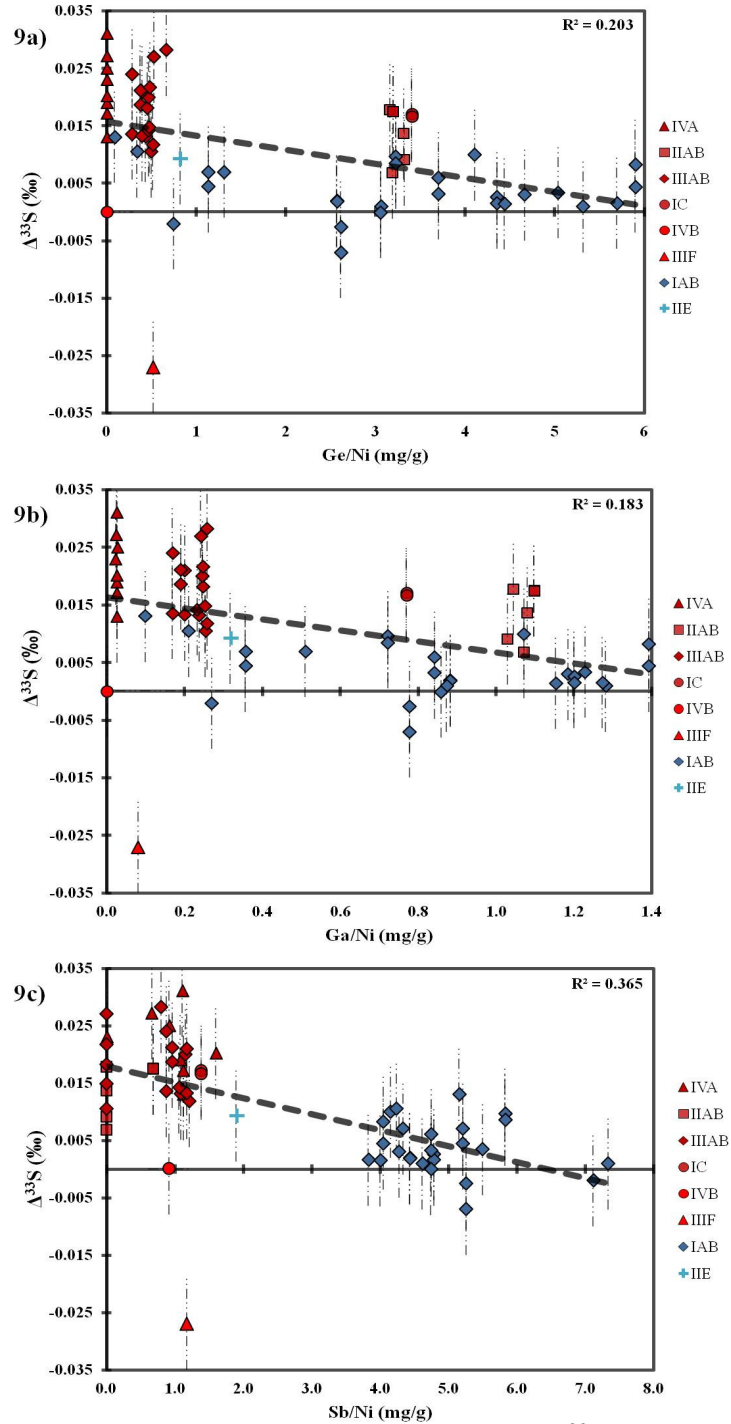 9a)
R² = 0.203
0.035
0.025
0.015
0.005
-0.005
-0.015
-0.025
-0.035
Δ³³S (‰)
0 1 2 3 4 5 6
Ge/Ni (mg/g)
IVA
IIAB
IIIAB
IC
IVB
IIIF
IAB
IIE
9b)
R² = 0.183
0.035
0.025
0.015
0.005
-0.005
-0.015
-0.025
-0.035
Δ³³S (‰)
0.0 0.2 0.4 0.6 0.8 1.0 1.2 1.4
Ga/Ni (mg/g)
IVA
IIAB
IIIAB
IC
IVB
IIIF
IAB
IIE
9c)
R² = 0.365
0.035
0.025
0.015
0.005
-0.005
-0.015
-0.025
-0.035
Δ³³S (‰)
0.0 1.0 2.0 3.0 4.0 5.0 6.0 7.0 8.0
Sb/Ni (mg/g)
IVA
IIAB
IIIAB
IC
IVB
IIIF
IAB
IIE